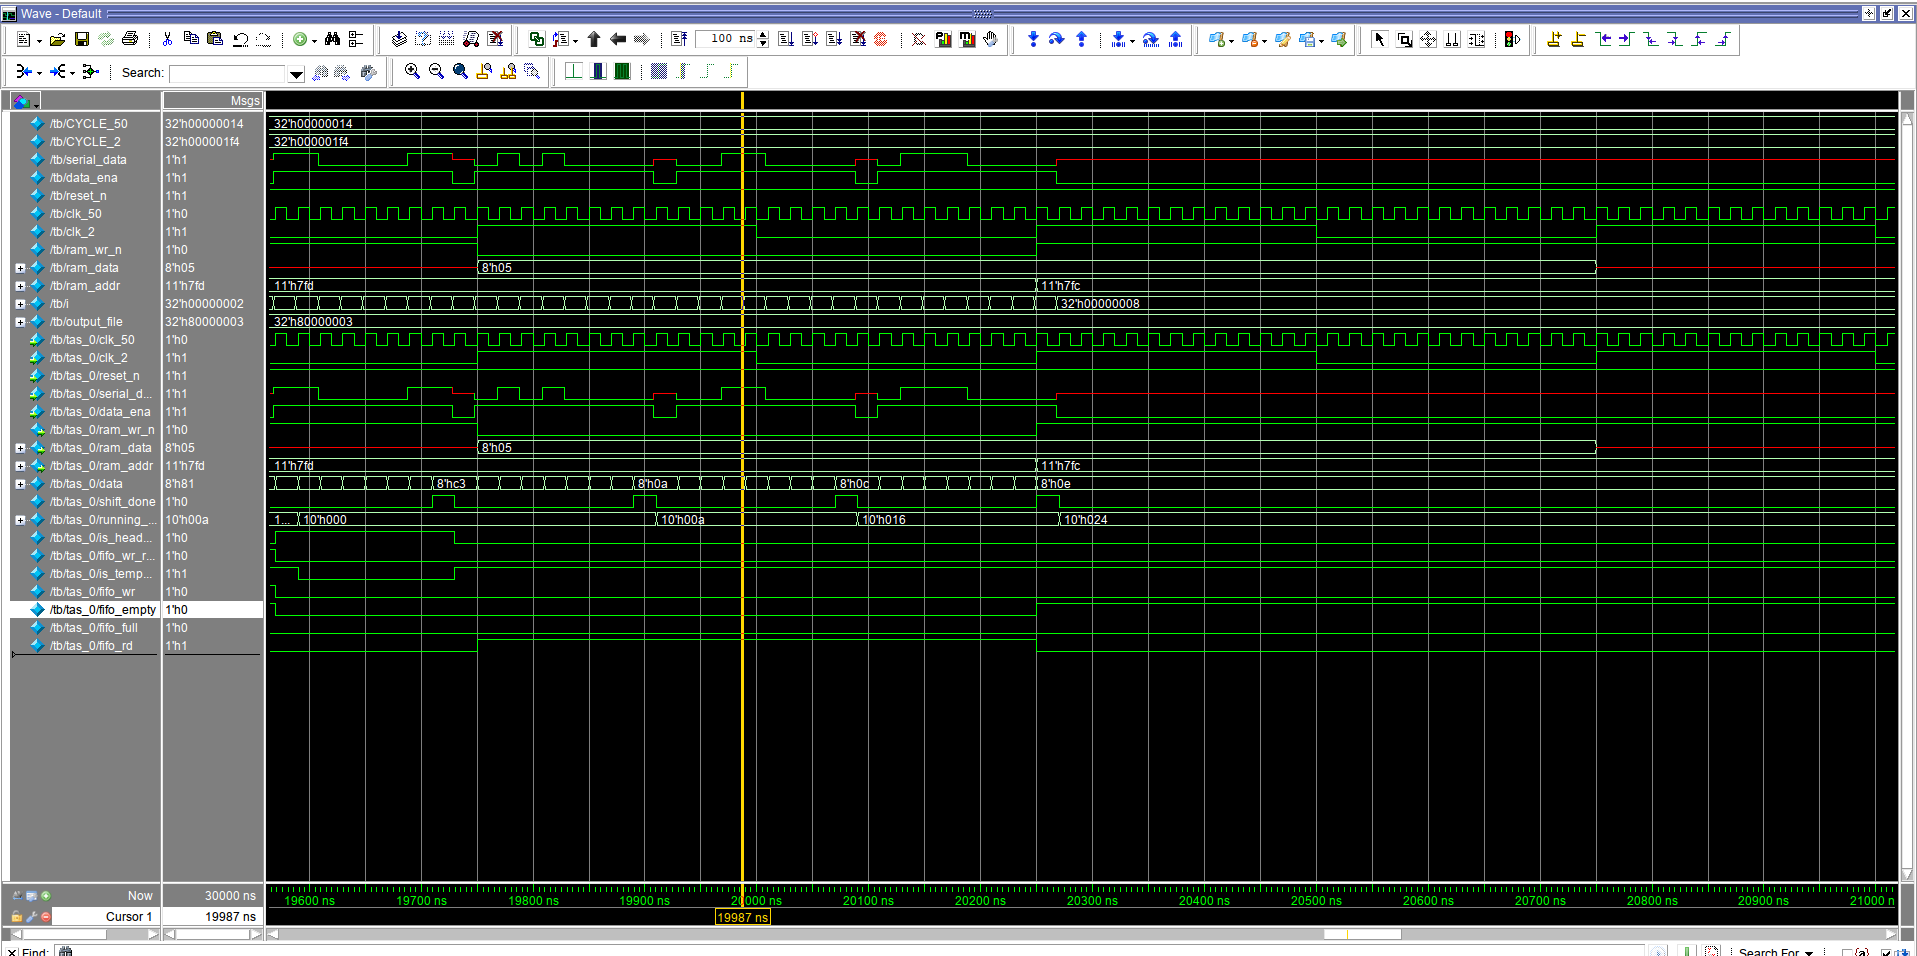 Wave - Default
100 ns
Search:
Msgs
/tb/CYCLE_50 32'h00000014 32'h00000014
/tb/CYCLE_2 32'h000001f4 32'h000001f4
/tb/serial_data 1'h1
/tb/data_ena 1'h1
/tb/reset_n 1'h1
/tb/clk_50 1'h0
/tb/clk_2 1'h1
/tb/ram_wr_n 1'h0
/tb/ram_data 8'h05 8'h05
/tb/ram_addr 11'h7fd 11'h7fd 11'h7fc
/tb/i 32'h00000002 32'h00000008
/tb/output_file 32'h80000003 32'h80000003
/tb/tas_0/clk_50 1'h0
/tb/tas_0/clk_2 1'h1
/tb/tas_0/reset_n 1'h1
/tb/tas_0/serial_d... 1'h1
/tb/tas_0/data_ena 1'h1
/tb/tas_0/ram_wr_n 1'h0
/tb/tas_0/ram_data 8'h05 8'h05
/tb/tas_0/ram_addr 11'h7fd 11'h7fd 11'h7fc
/tb/tas_0/data 8'h81 8'hc3 8'h0a 8'h0c 8'h0e
/tb/tas_0/shift_done 1'h0
/tb/tas_0/running_... 10'h00a 1... 10'h000 10'h00a 10'h016 10'h024
/tb/tas_0/is_head... 1'h0
/tb/tas_0/fifo_wr_r... 1'h0
/tb/tas_0/is_temp... 1'h1
/tb/tas_0/fifo_wr 1'h0
/tb/tas_0/fifo_empty 1'h0
/tb/tas_0/fifo_full 1'h0
/tb/tas_0/fifo_rd 1'h1
Now 30000 ns 19600 ns 19700 ns 19800 ns 19900 ns 20000 ns 20100 ns 20200 ns 20300 ns 20400 ns 20500 ns 20600 ns 20700 ns 20800 ns 20900 ns 21000 n
Cursor 1 19987 ns 19987 ns
Find: Search For